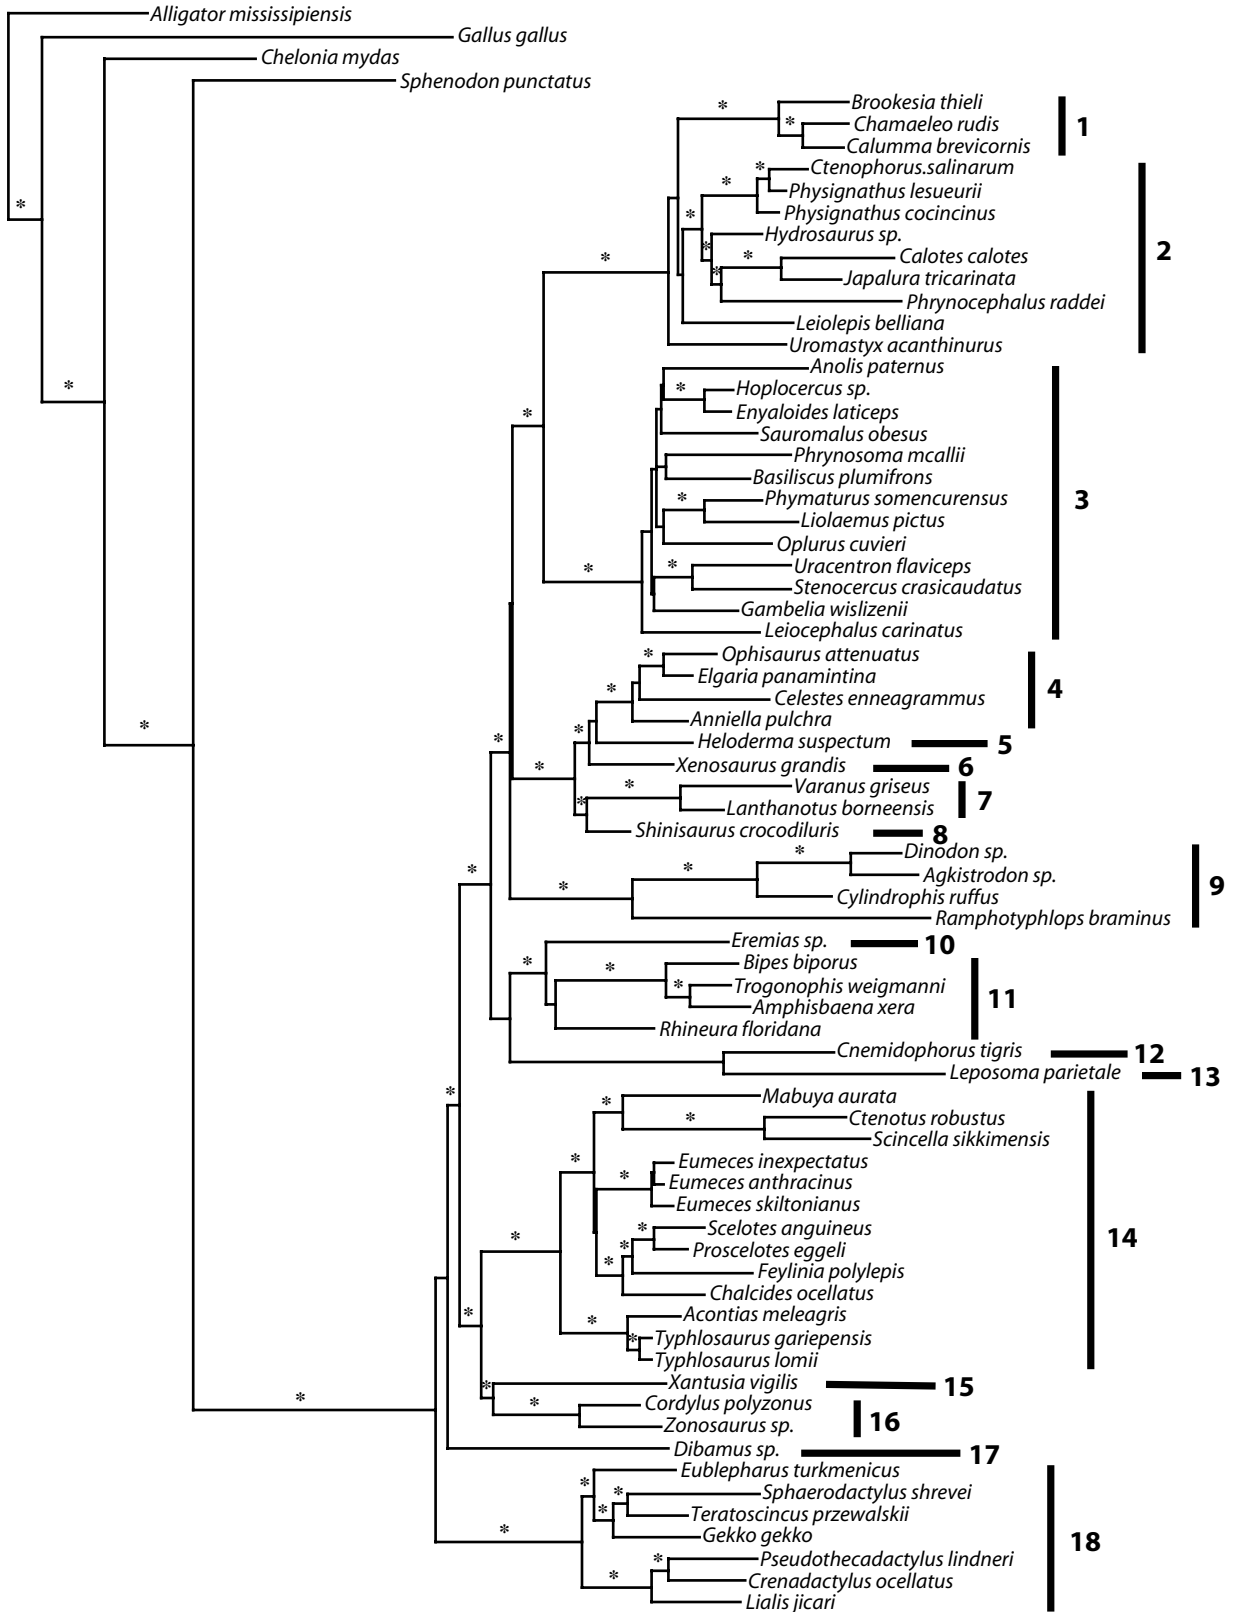 Alligator mississipiensis
Gallus gallus
Chelonia mydas
Sphenodon punctatus
Brookesia thieli
Chamaeleo rudis
1
Calumma brevicornis
Ctenophorus.salinarum
Physignathus lesueurii
Physignathus cocincinus
Hydrosaurus sp.
2
Calotes calotes
Japalura tricarinata
Phrynocephalus raddei
Leiolepis belliana
Uromastyx acanthinurus
Anolis paternus
Hoplocercus sp.
Enyaloides laticeps
Sauromalus obesus
Phrynosoma mcallii
Basiliscus plumifrons
Phymaturus somencurensus
3
Liolaemus pictus
Oplurus cuvieri
Uracentron flaviceps
Stenocercus crasicaudatus
Gambelia wislizenii
Leiocephalus carinatus
Ophisaurus attenuatus
Elgaria panamintina
4
Celestes enneagrammus
Anniella pulchra
Heloderma suspectum 5
Xenosaurus grandis 6
Varanus griseus
7
Lanthanotus borneensis
Shinisaurus crocodiluris 8
Dinodon sp.
Agkistrodon sp.
9
Cylindrophis ruffus
Ramphotyphlops braminus
Eremias sp. 10
Bipes biporus
Trogonophis weigmanni
11
Amphisbaena xera
Rhineura floridana
Cnemidophorus tigris 12
Leposoma parietale 13
Mabuya aurata
Ctenotus robustus
Scincella sikkimensis
Eumeces inexpectatus
Eumeces anthracinus
Eumeces skiltonianus
Scelotes anguineus
14
Proscelotes eggeli
Feylinia polylepis
Chalcides ocellatus
Acontias meleagris
Typhlosaurus gariepensis
Typhlosaurus lomii
Xantusia vigilis 15
Cordylus polyzonus
16
Zonosaurus sp.
Dibamus sp. 17
Eublepharus turkmenicus
Sphaerodactylus shrevei
Teratoscincus przewalskii
Gekko gekko
18
Pseudothecadactylus lindneri
Crenadactylus ocellatus
Lialis jicari